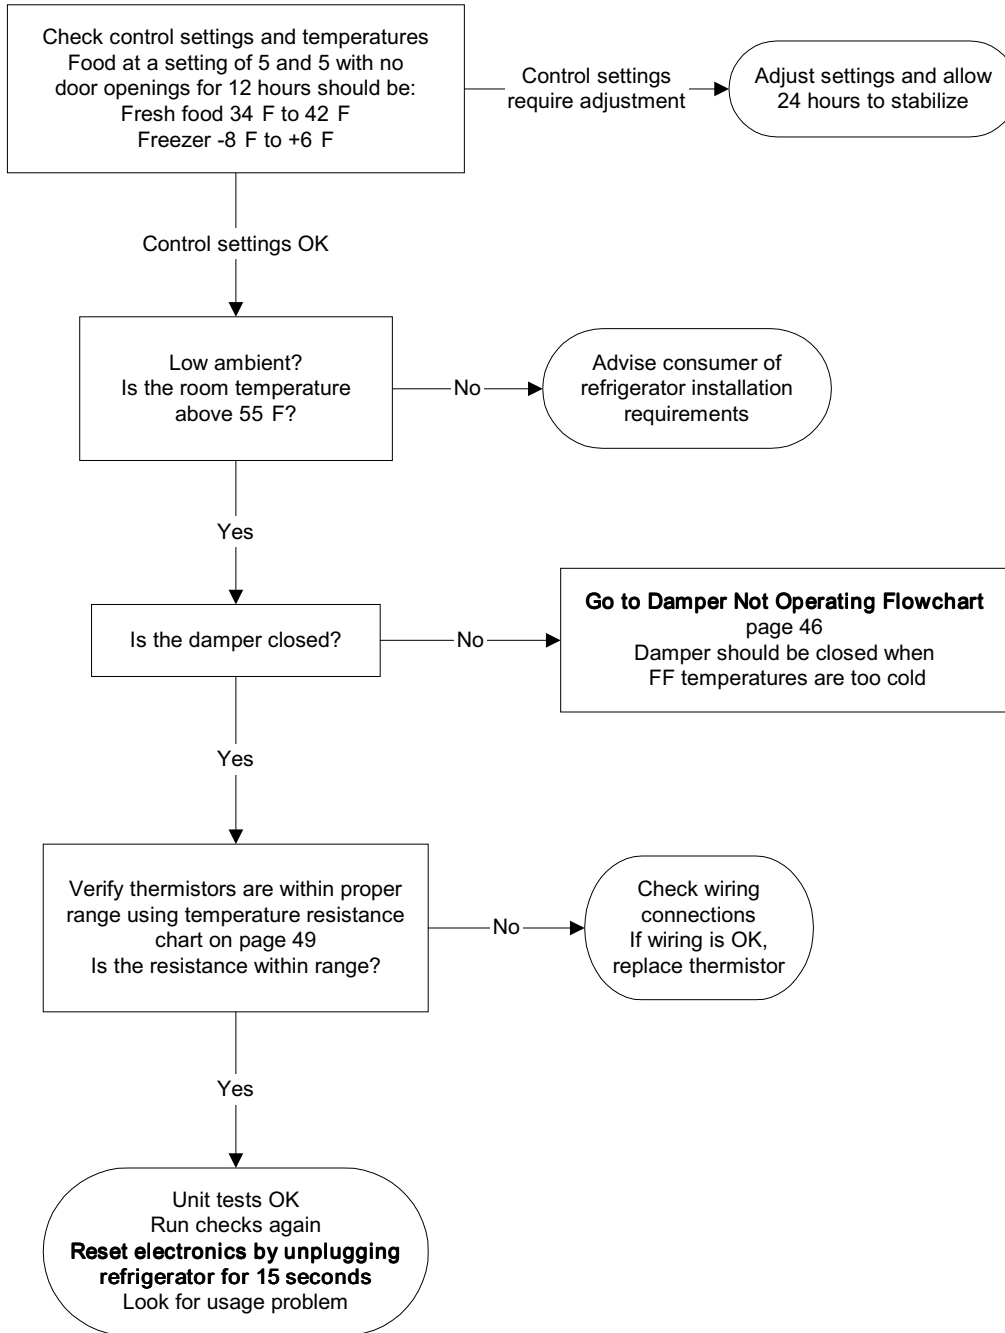 Check control settings and temperatures
Food at a setting of 5 and 5 with no
door openings for 12 hours should be:
Fresh food 34 F to 42 F
Freezer -8 F to +6 F
Control settings
require adjustment
Adjust settings and allow
24 hours to stabilize
Control settings OK
Low ambient?
Is the room temperature
above 55 F?
No
Advise consumer of
refrigerator installation
requirements
Yes
Is the damper closed?
No
Go to Damper Not Operating Flowchart
page 46
Damper should be closed when
FF temperatures are too cold
Yes
Verify thermistors are within proper
range using temperature resistance
chart on page 49
Is the resistance within range?
No
Check wiring
connections
If wiring is OK,
replace thermistor
Yes
Unit tests OK
Run checks again
Reset electronics by unplugging
refrigerator for 15 seconds
Look for usage problem